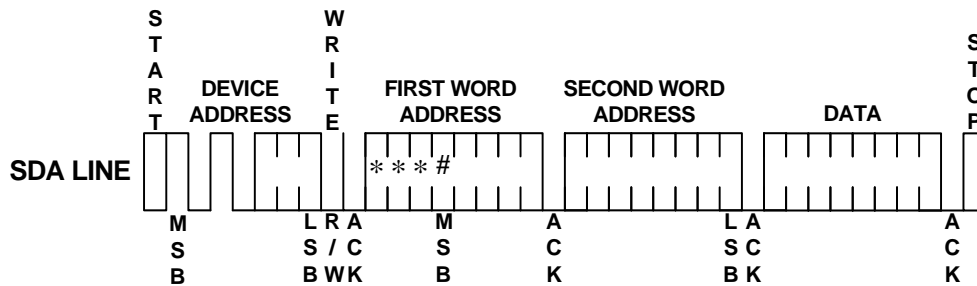 START
WRITE
STOP
DEVICE
ADDRESS
FIRST WORD
ADDRESS
SECOND WORD
ADDRESS
DATA
SDA LINE
* * * #
MSB
LSB
R/W
ACK
MSB
ACK
LSB
ACK
ACK